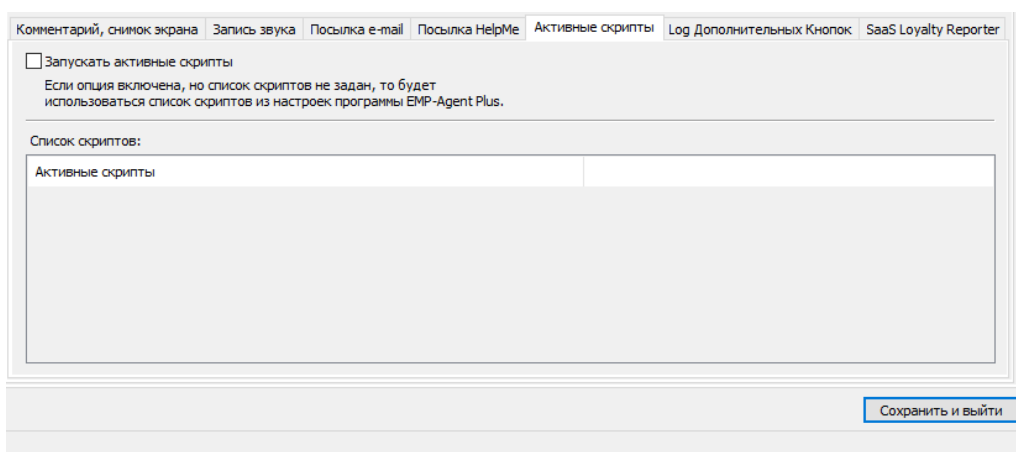 Комментарий, снимок экрана Запись звука Посылка e-mail Посылка HelpMe Активные скрипты Log Дополнительных Кнопок SaaS Loyalty Reporter
Запускать активные скрипты
Если опция включена, но список скриптов не задан, то будет
использоваться список скриптов из настроек программы EMP-Agent Plus.
Список скриптов:
Активные скрипты
Сохранить и выйти